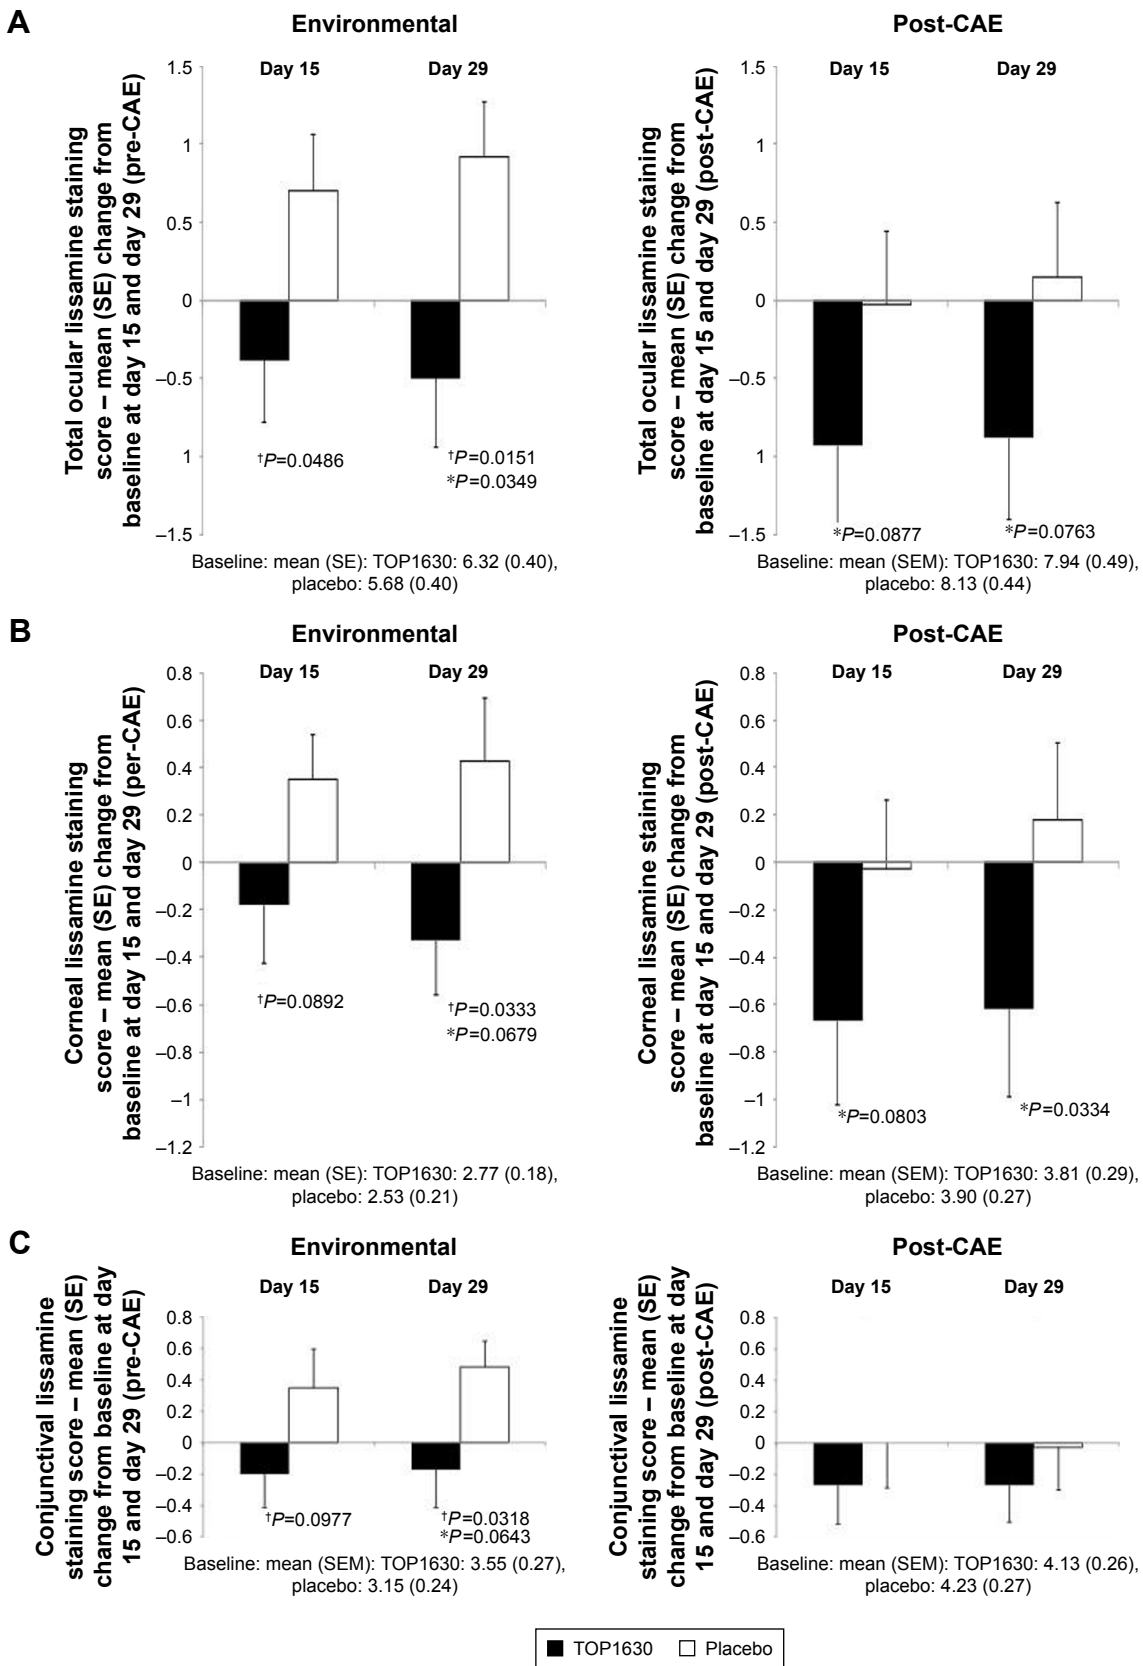 A
Environmental
Post-CAE
Total ocular lissamine staining
score – mean (SE) change from
baseline at day 15 and day 29 (pre-CAE)
Day 15
Day 29
1.5
1
0.5
0
–0.5
1
–1.5
†P=0.0486
†P=0.0151
*P=0.0349
Baseline: mean (SE): TOP1630: 6.32 (0.40),
placebo: 5.68 (0.40)
Total ocular lissamine staining
score – mean (SE) change from
baseline at day 15 and day 29 (post-CAE)
Day 15
Day 29
1.5
1
0.5
0
–0.5
1
–1.5
*P=0.0877
*P=0.0763
Baseline: mean (SEM): TOP1630: 7.94 (0.49),
placebo: 8.13 (0.44)
B
Environmental
Post-CAE
Corneal lissamine staining
score – mean (SE) change from
baseline at day 15 and day 29 (per-CAE)
Day 15
Day 29
0.8
0.6
0.4
0.2
0
–0.2
–0.4
–0.6
–0.8
–1
–1.2
†P=0.0892
†P=0.0333
*P=0.0679
Baseline: mean (SE): TOP1630: 2.77 (0.18),
placebo: 2.53 (0.21)
Corneal lissamine staining
score – mean (SE) change from
baseline at day 15 and day 29 (post-CAE)
Day 15
Day 29
0.8
0.6
0.4
0.2
0
–0.2
–0.4
–0.6
–0.8
–1
–1.2
*P=0.0803
*P=0.0334
Baseline: mean (SEM): TOP1630: 3.81 (0.29),
placebo: 3.90 (0.27)
C
Environmental
Post-CAE
Conjunctival lissamine
staining score – mean (SE)
change from baseline at day
15 and day 29 (pre-CAE)
Day 15
Day 29
0.8
0.6
0.4
0.2
0
–0.2
–0.4
–0.6
†P=0.0977
†P=0.0318
*P=0.0643
Baseline: mean (SEM): TOP1630: 3.55 (0.27),
placebo: 3.15 (0.24)
Conjunctival lissamine
staining score – mean (SE)
change from baseline at day
15 and day 29 (post-CAE)
Day 15
Day 29
0.8
0.6
0.4
0.2
0
–0.2
–0.4
–0.6
Baseline: mean (SEM): TOP1630: 4.13 (0.26),
placebo: 4.23 (0.27)
TOP1630
Placebo